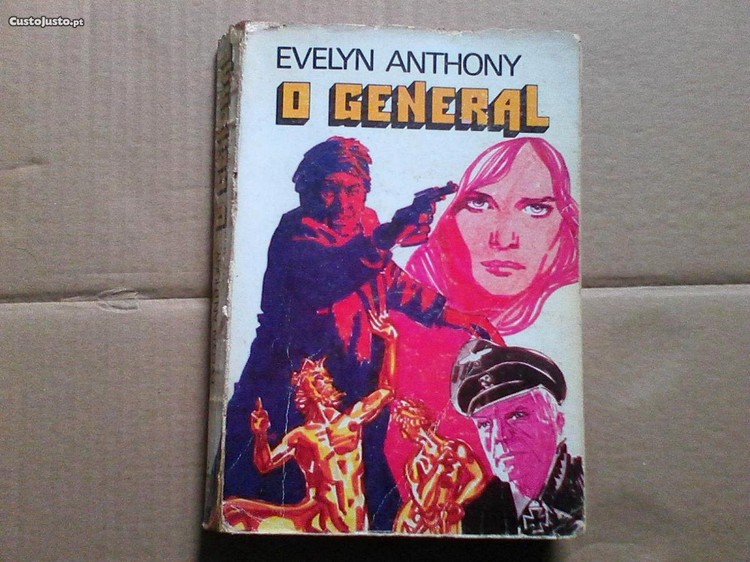 CustoJusto.pt
EVELYN ANTHONY
O GENERAL